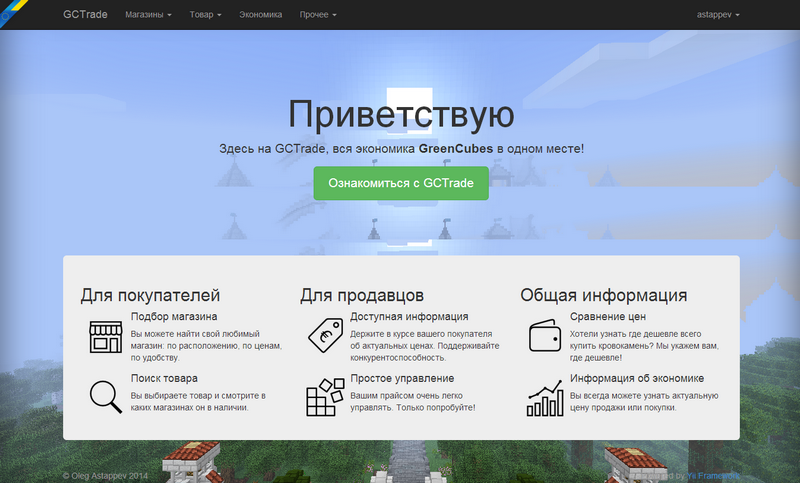 GCTrade Магазины Товар Экономика Прочее astappev
Приветствую
Здесь на GCTrade, вся экономика GreenCubes в одном месте!
Ознакомиться с GCTrade
Для покупателей
Подбор магазина
Вы можете найти свой любимый
магазин: по расположению, по ценам,
по удобству.
Поиск товара
Вы выбираете товар и смотрите в
каких магазинах он в наличии.
Для продавцов
Доступная информация
Держите в курсе вашего покупателя
об актуальных ценах. Поддерживайте
конкурентоспособность.
Простое управление
Вашим прайсом очень легко
управлять. Только попробуйте!
Общая информация
Сравнение цен
Хотели узнать где дешевле всего
купить кровокамень? Мы укажем вам,
где дешевле!
Информация об экономике
Вы всегда можете узнать актуальную
цену продажи или покупки.
© Oleg Astappev 2014
by Yii Framework